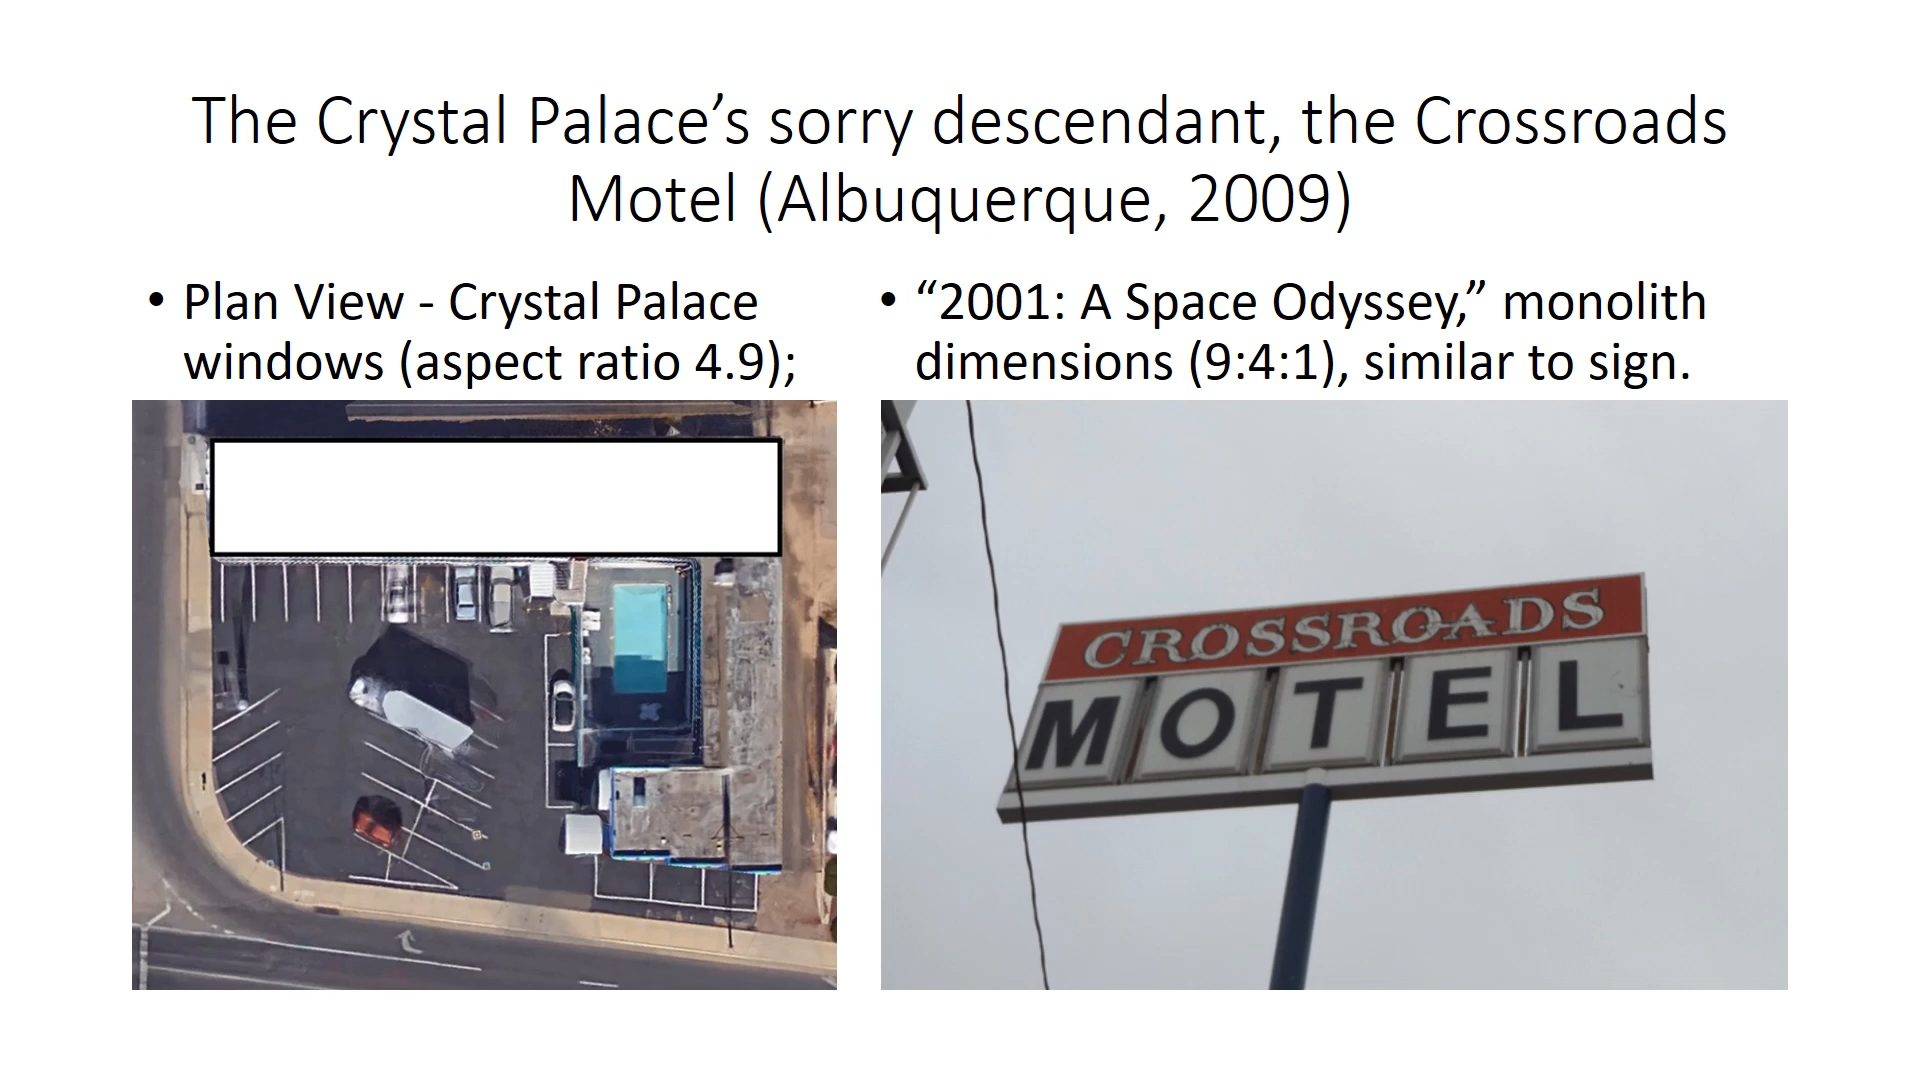 The Crystal Palace’s sorry descendant, the Crossroads
Motel (Albuquerque, 2009)
• Plan View - Crystal Palace
windows (aspect ratio 4.9);
• “2001: A Space Odyssey,” monolith
dimensions (9:4:1), similar to sign.
CROSSROADS
MOTEL